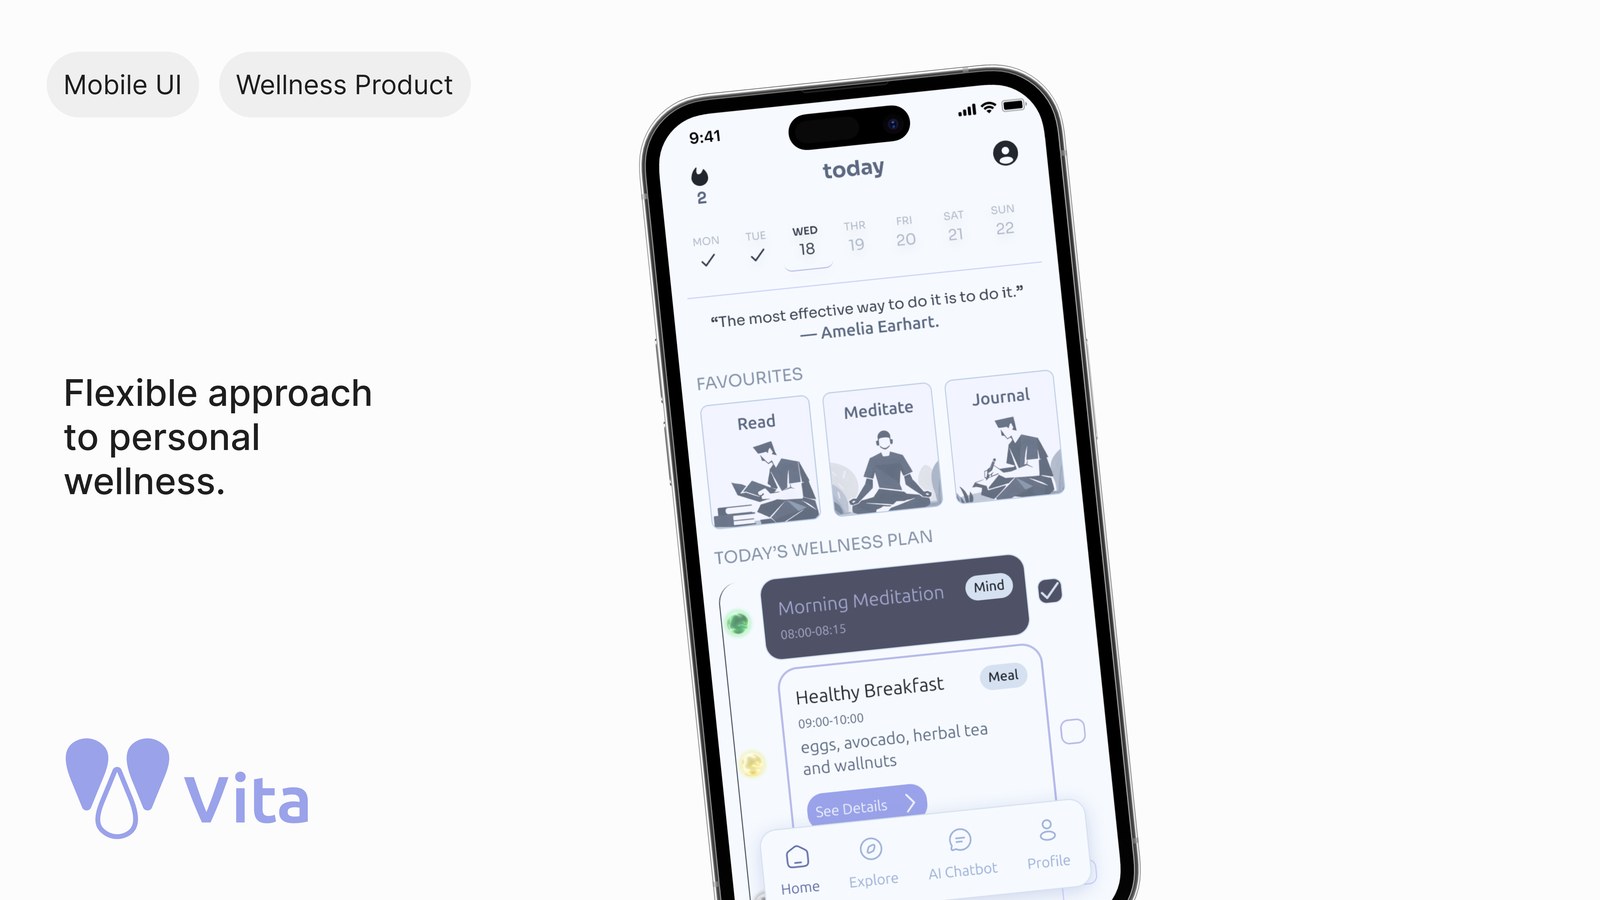 Mobile UI
Wellness Product
Flexible approach
to personal
wellness.
Vita
9:41
today
2
MON
TUE
WED
18
THR
19
FRI
20
SAT
21
SUN
22
“The most effective way to do it is to do it.”
— Amelia Earhart.
FAVOURITES
Read
Meditate
Journal
TODAY’S WELLNESS PLAN
Morning Meditation
Mind
08:00-08:15
Healthy Breakfast
Meal
09:00-10:00
eggs, avocado, herbal tea
and wallnuts
See Details
Home
Explore
AI Chatbot
Profile